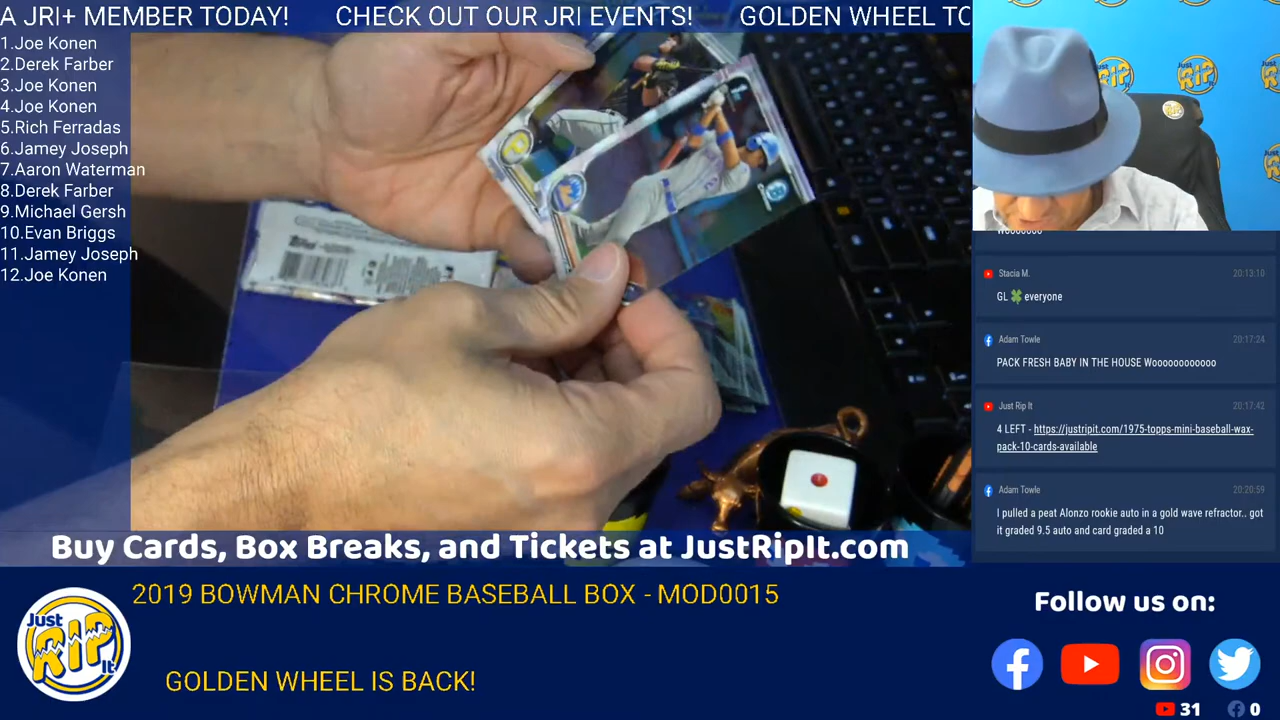 A JRI+ MEMBER TODAY! CHECK OUT OUR JRI EVENTS! GOLDEN WHEEL TO
1.Joe Konen
2.Derek Farber
3.Joe Konen
4.Joe Konen
5.Rich Ferradas
6.Jamey Joseph
7.Aaron Waterman
8.Derek Farber
9.Michael Gersh
10.Evan Briggs
11.Jamey Joseph
12.Joe Konen
Topps
Just
RIP
Stacia M. 20:13:10
GL 🍀 everyone
Adam Towle 20:17:24
PACK FRESH BABY IN THE HOUSE Woooooooooooo
Just Rip It 20:17:42
4 LEFT - https://justripit.com/1975-topps-mini-baseball-wax-
pack-10-cards-available
Adam Towle 20:20:59
I pulled a peat Alonzo rookie auto in a gold wave refractor.. got
it graded 9.5 auto and card graded a 10
Buy Cards, Box Breaks, and Tickets at JustRipIt.com
2019 BOWMAN CHROME BASEBALL BOX - MOD0015
GOLDEN WHEEL IS BACK!
Just
RIP
It
Follow us on:
31 0